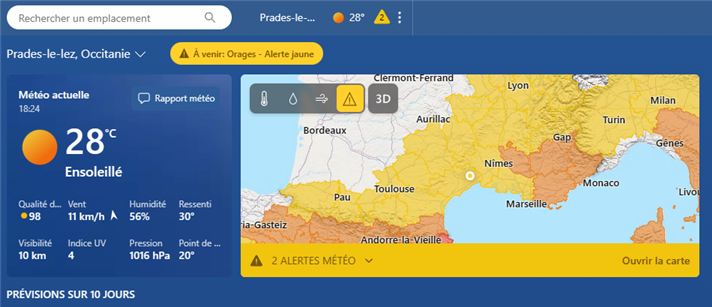 Rechercher un emplacement
Prades-le-... 28° 2
Prades-le-lez, Occitanie
À venir: Orages - Alerte jaune
Météo actuelle
18:24
Rapport météo
28°C
Ensoleillé
Qualité d... Vent Humidité Ressenti
98 11 km/h 56% 30°
Visibilité Indice UV Pression Point de ...
10 km 4 1016 hPa 20°
3D
Clermont-Ferrand
Lyon
Milan
Bordeaux
Aurillac
Turin
Gap
Gênes
Nîmes
Monaco
Toulouse
Pau
Marseille
Livo
ia-Gasteiz
Andorre-la-Vieille
2 ALERTES MÉTÉO
Ouvrir la carte
PRÉVISIONS SUR 10 JOURS